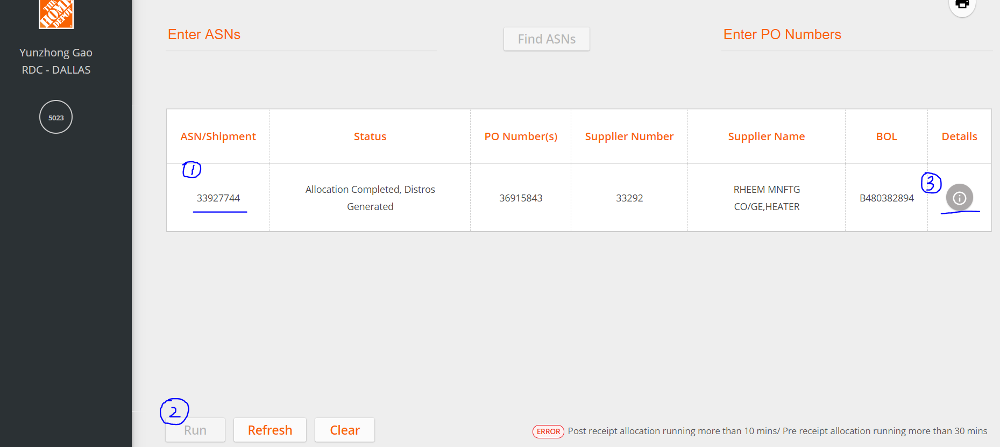 THE
HOME
DEPOT
Yunzhong Gao
RDC - DALLAS
5023
Enter ASNs
Find ASNs
Enter PO Numbers
ASN/Shipment Status PO Number(s) Supplier Number Supplier Name BOL Details
1
3
33927744 Allocation Completed, Distros Generated 36915843 33292 RHEEM MNFTG CO/GE,HEATER B480382894
2
Run Refresh Clear
ERROR Post receipt allocation running more than 10 mins/ Pre receipt allocation running more than 30 mins